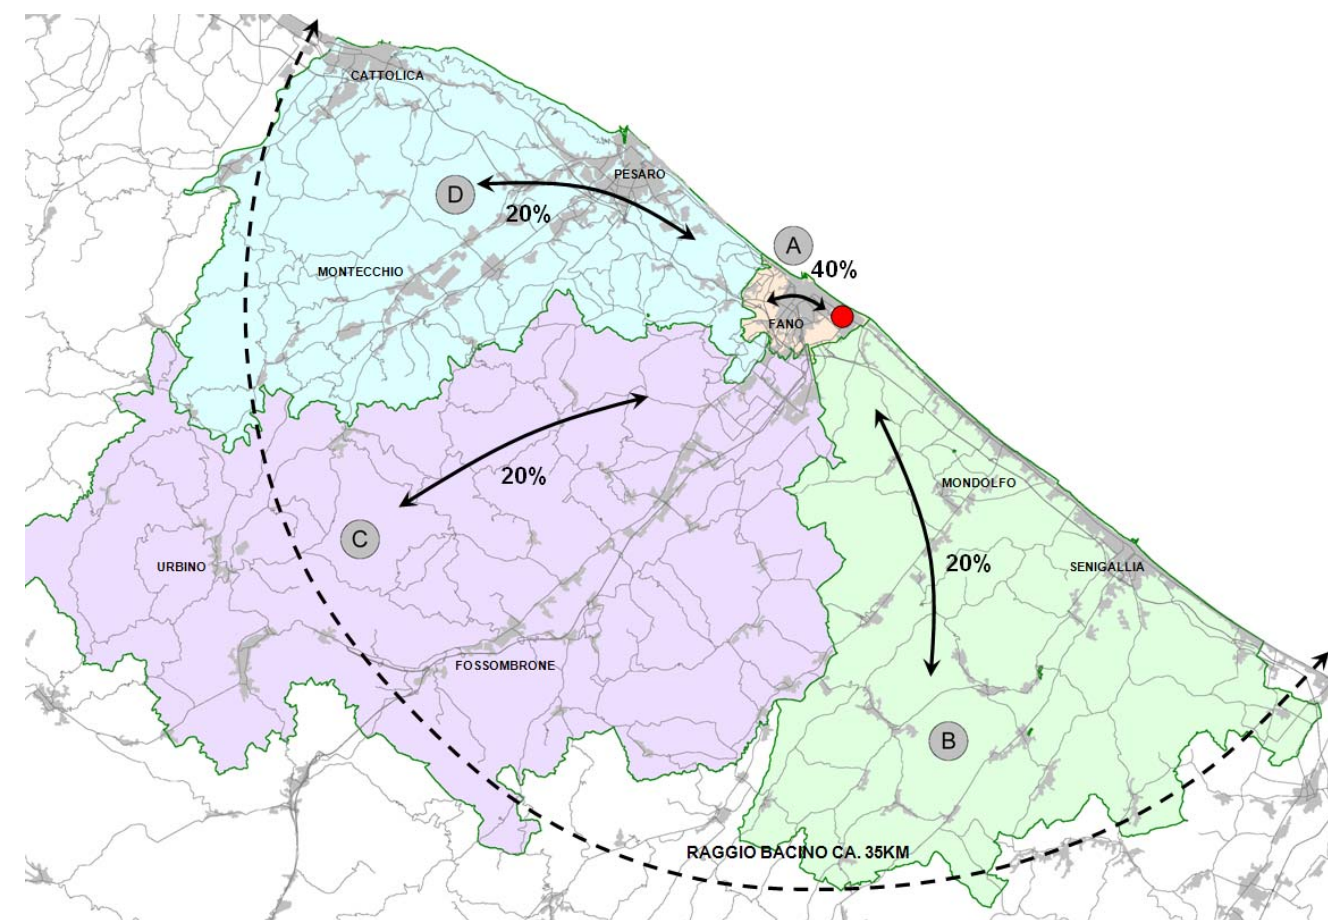 CATTOLICA
PESARO
D
20%
A
40%
MONTECCHIO
FANO
20%
C
MONDOLFO
20%
URBINO
SENIGALLIA
FOSSOMBRONE
B
RAGGIO BACINO CA. 35KM